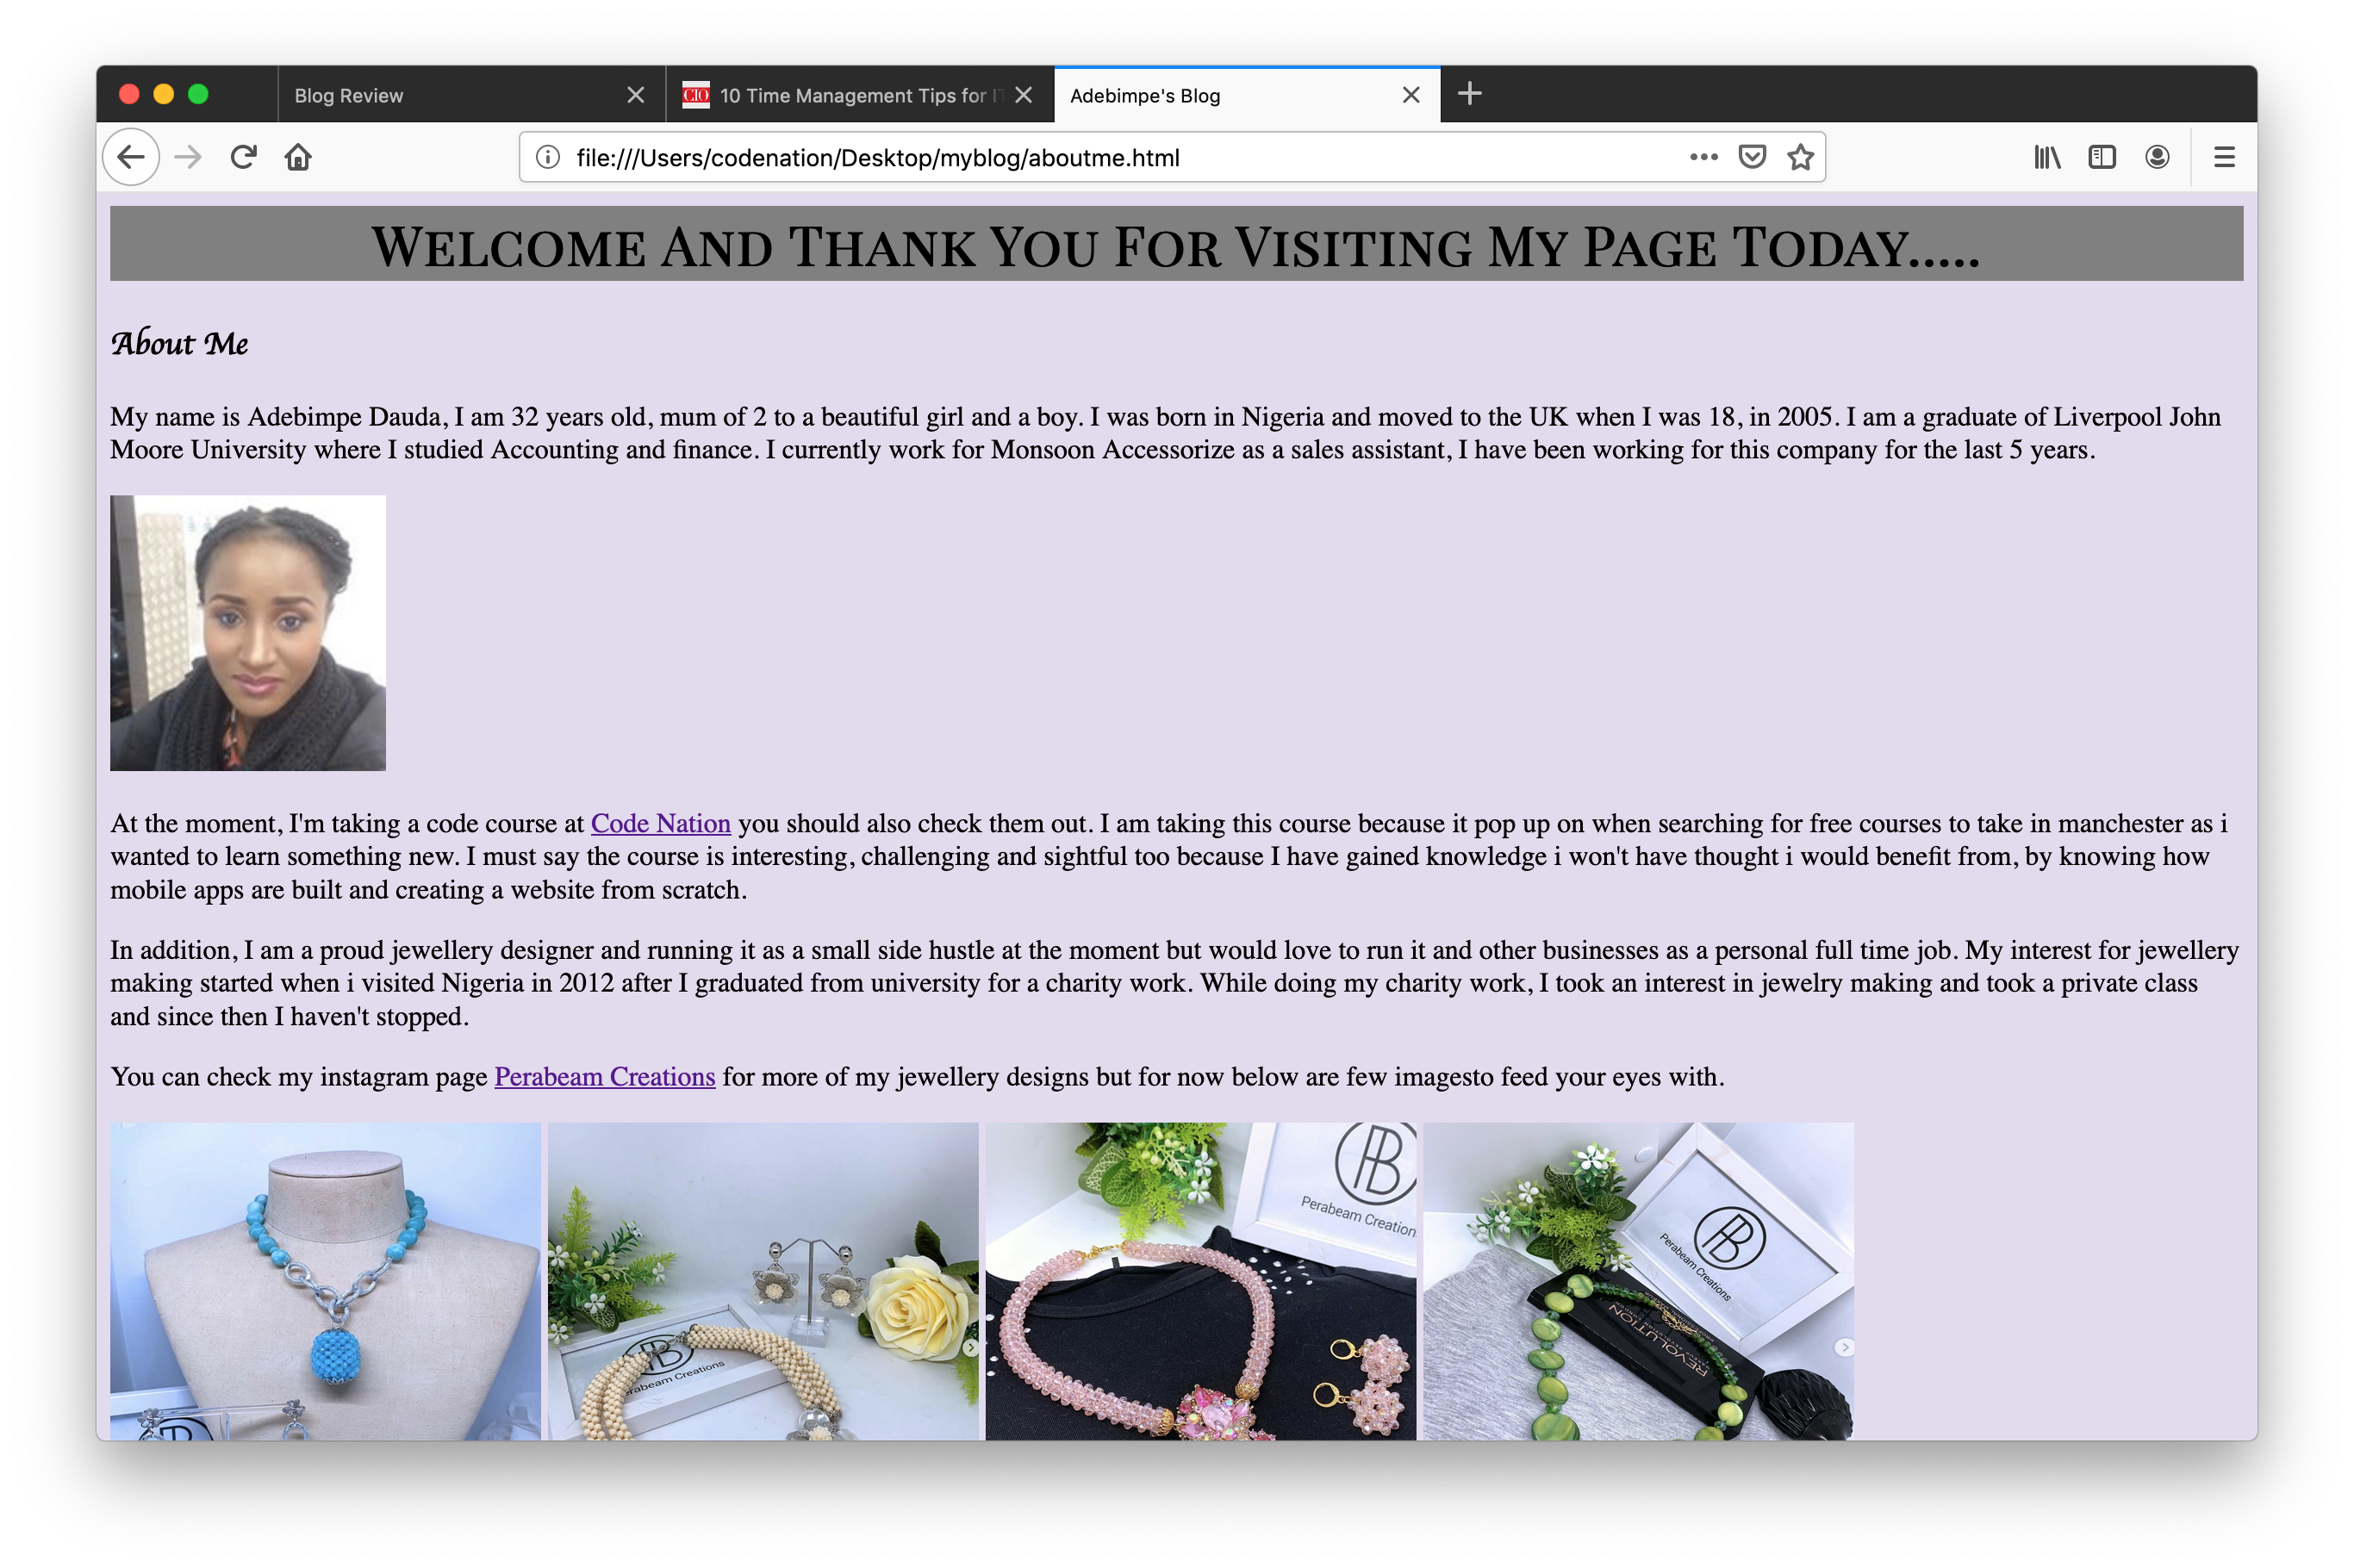 Blog Review
10 Time Management Tips for IT
Adebimpe's Blog
file:///Users/codenation/Desktop/myblog/aboutme.html
Welcome And Thank You For Visiting My Page Today.....
About Me
My name is Adebimpe Dauda, I am 32 years old, mum of 2 to a beautiful girl and a boy. I was born in Nigeria and moved to the UK when I was 18, in 2005. I am a graduate of Liverpool John
Moore University where I studied Accounting and finance. I currently work for Monsoon Accessorize as a sales assistant, I have been working for this company for the last 5 years.
At the moment, I'm taking a code course at Code Nation you should also check them out. I am taking this course because it pop up on when searching for free courses to take in manchester as i
wanted to learn something new. I must say the course is interesting, challenging and sightful too because I have gained knowledge i won't have thought i would benefit from, by knowing how
mobile apps are built and creating a website from scratch.
In addition, I am a proud jewellery designer and running it as a small side hustle at the moment but would love to run it and other businesses as a personal full time job. My interest for jewellery
making started when i visited Nigeria in 2012 after I graduated from university for a charity work. While doing my charity work, I took an interest in jewelry making and took a private class
and since then I haven't stopped.
You can check my instagram page Perabeam Creations for more of my jewellery designs but for now below are few imagesto feed your eyes with.
Perabeam Creation
Perabeam Creations
REVOLUTION
rabeam Creations